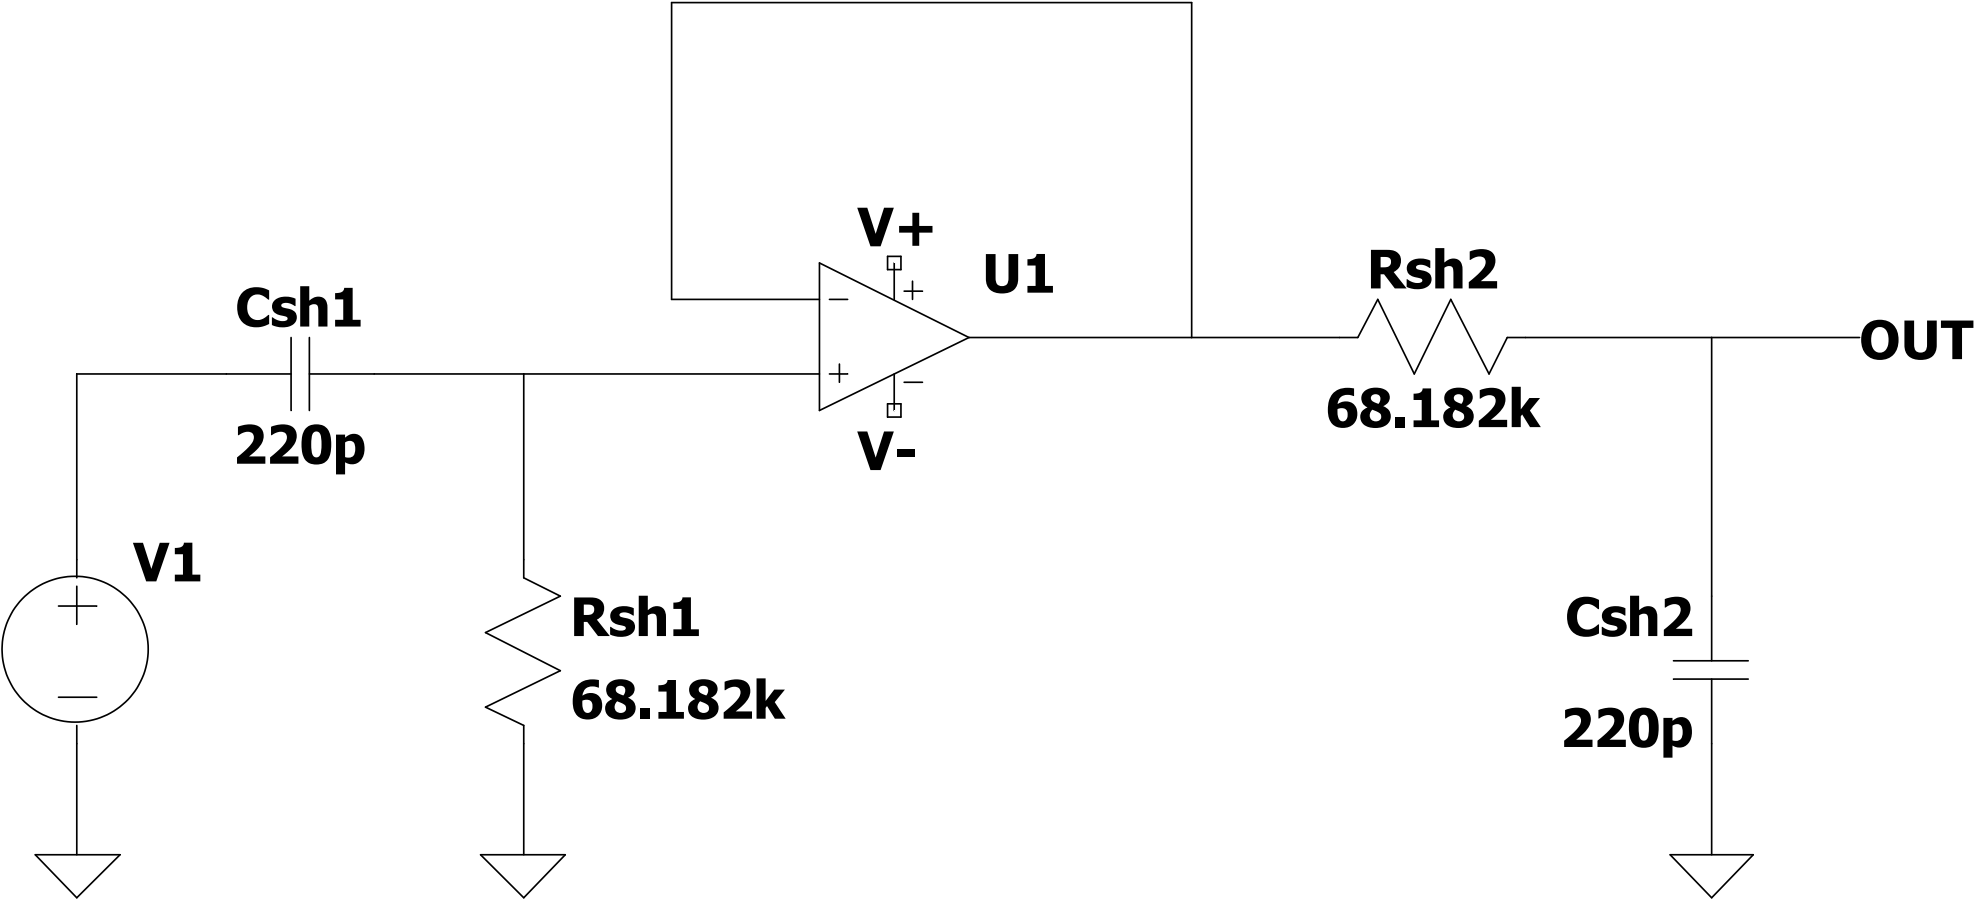 V+
U1
Rsh2
Csh1
OUT
68.182k
220p
V-
V1
Rsh1
Csh2
68.182k
220p